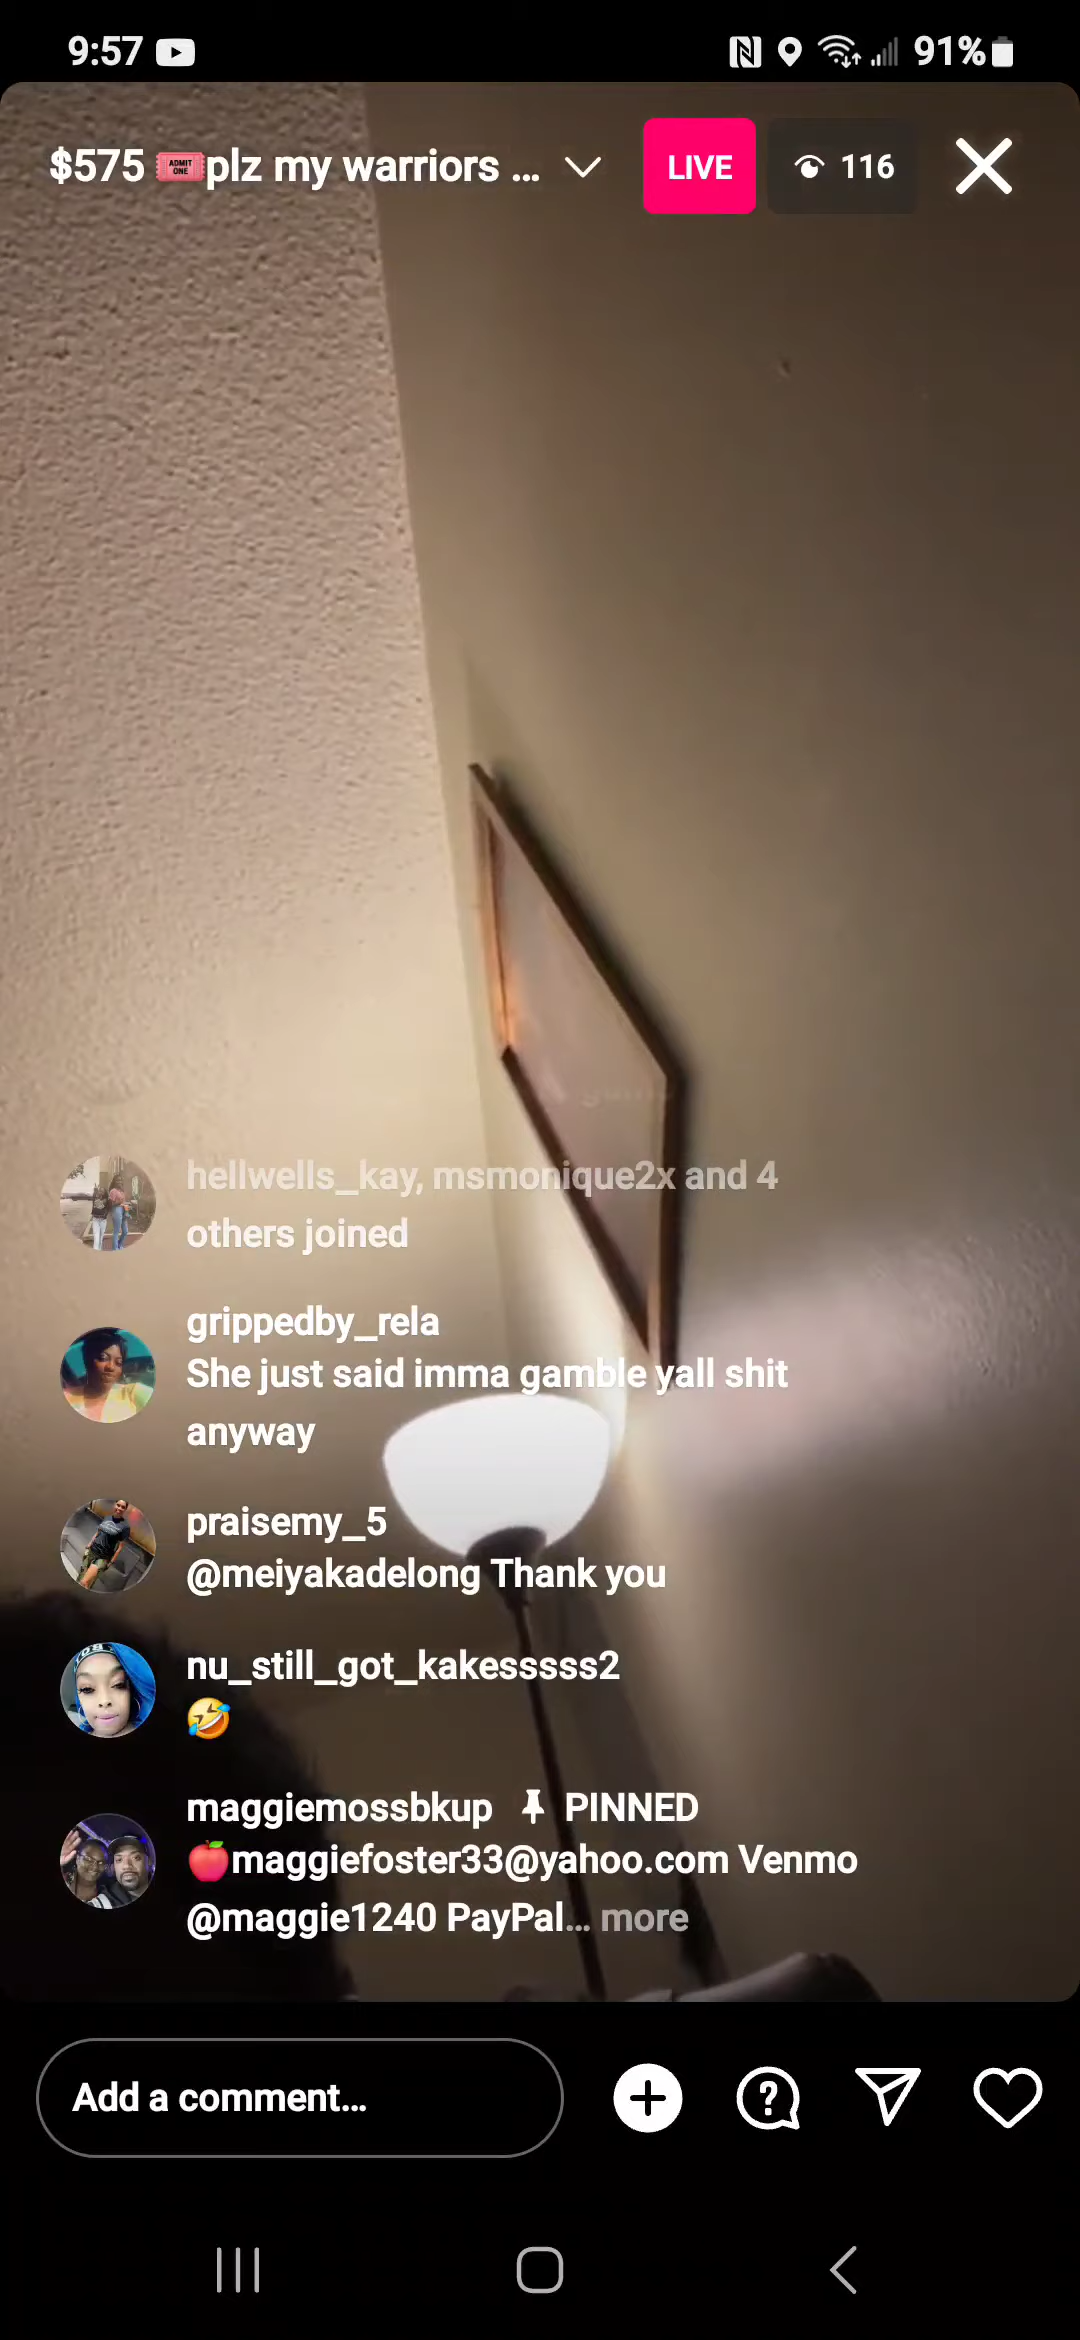 9:57
91%
$575 🎟️plz my warriors ...
LIVE
116
hellwells_kay, msmonique2x and 4
others joined
grippedby_rela
She just said imma gamble yall shit
anyway
praisemy_5
@meiyakadelong Thank you
nu_still_got_kakesssss2
🤣
maggiemossbkup 📌 PINNED
🍎maggiefoster33@yahoo.com Venmo
@maggie1240 PayPal... more
Add a comment...